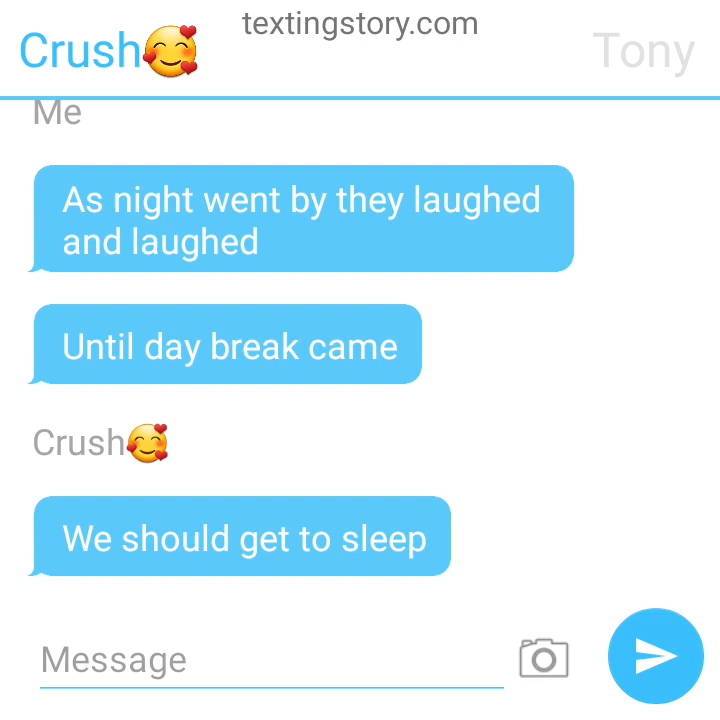 textingstory.com
Crush🥰
Tony
Me
As night went by they laughed
and laughed
Until day break came
Crush🥰
We should get to sleep
Message